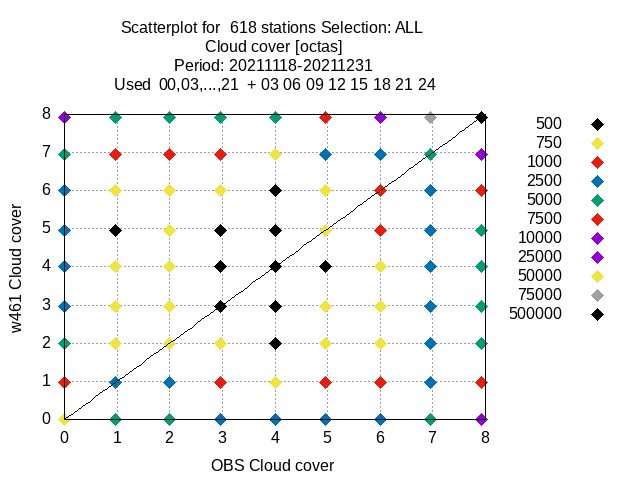 Scatterplot for  618 stations Selection: ALL
Cloud cover [octas]
Period: 20211118-20211231
Used  00,03,...,21  + 03 06 09 12 15 18 21 24
8
7
6
5
4
3
2
1
0
w461 Cloud cover
0 1 2 3 4 5 6 7 8
OBS Cloud cover
500
750
1000
2500
5000
7500
10000
25000
50000
75000
500000